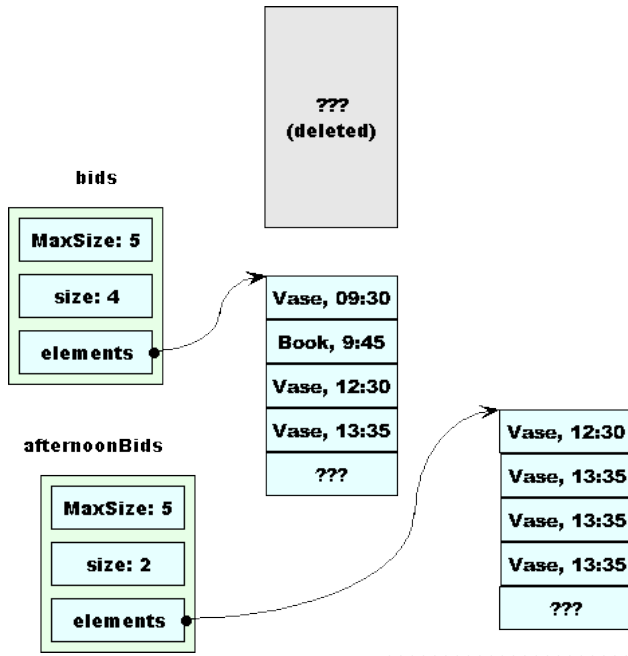 ???
(deleted)
bids
MaxSize: 5
size: 4
elements
Vase, 09:30
Book, 9:45
Vase, 12:30
Vase, 13:35
???
afternoonBids
MaxSize: 5
size: 2
elements
Vase, 12:30
Vase, 13:35
Vase, 13:35
Vase, 13:35
???